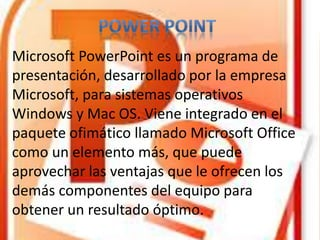 POWER POINT
Microsoft PowerPoint es un programa de
presentación, desarrollado por la empresa
Microsoft, para sistemas operativos
Windows y Mac OS. Viene integrado en el
paquete ofimático llamado Microsoft Office
como un elemento más, que puede
aprovechar las ventajas que le ofrecen los
demás componentes del equipo para
obtener un resultado óptimo.